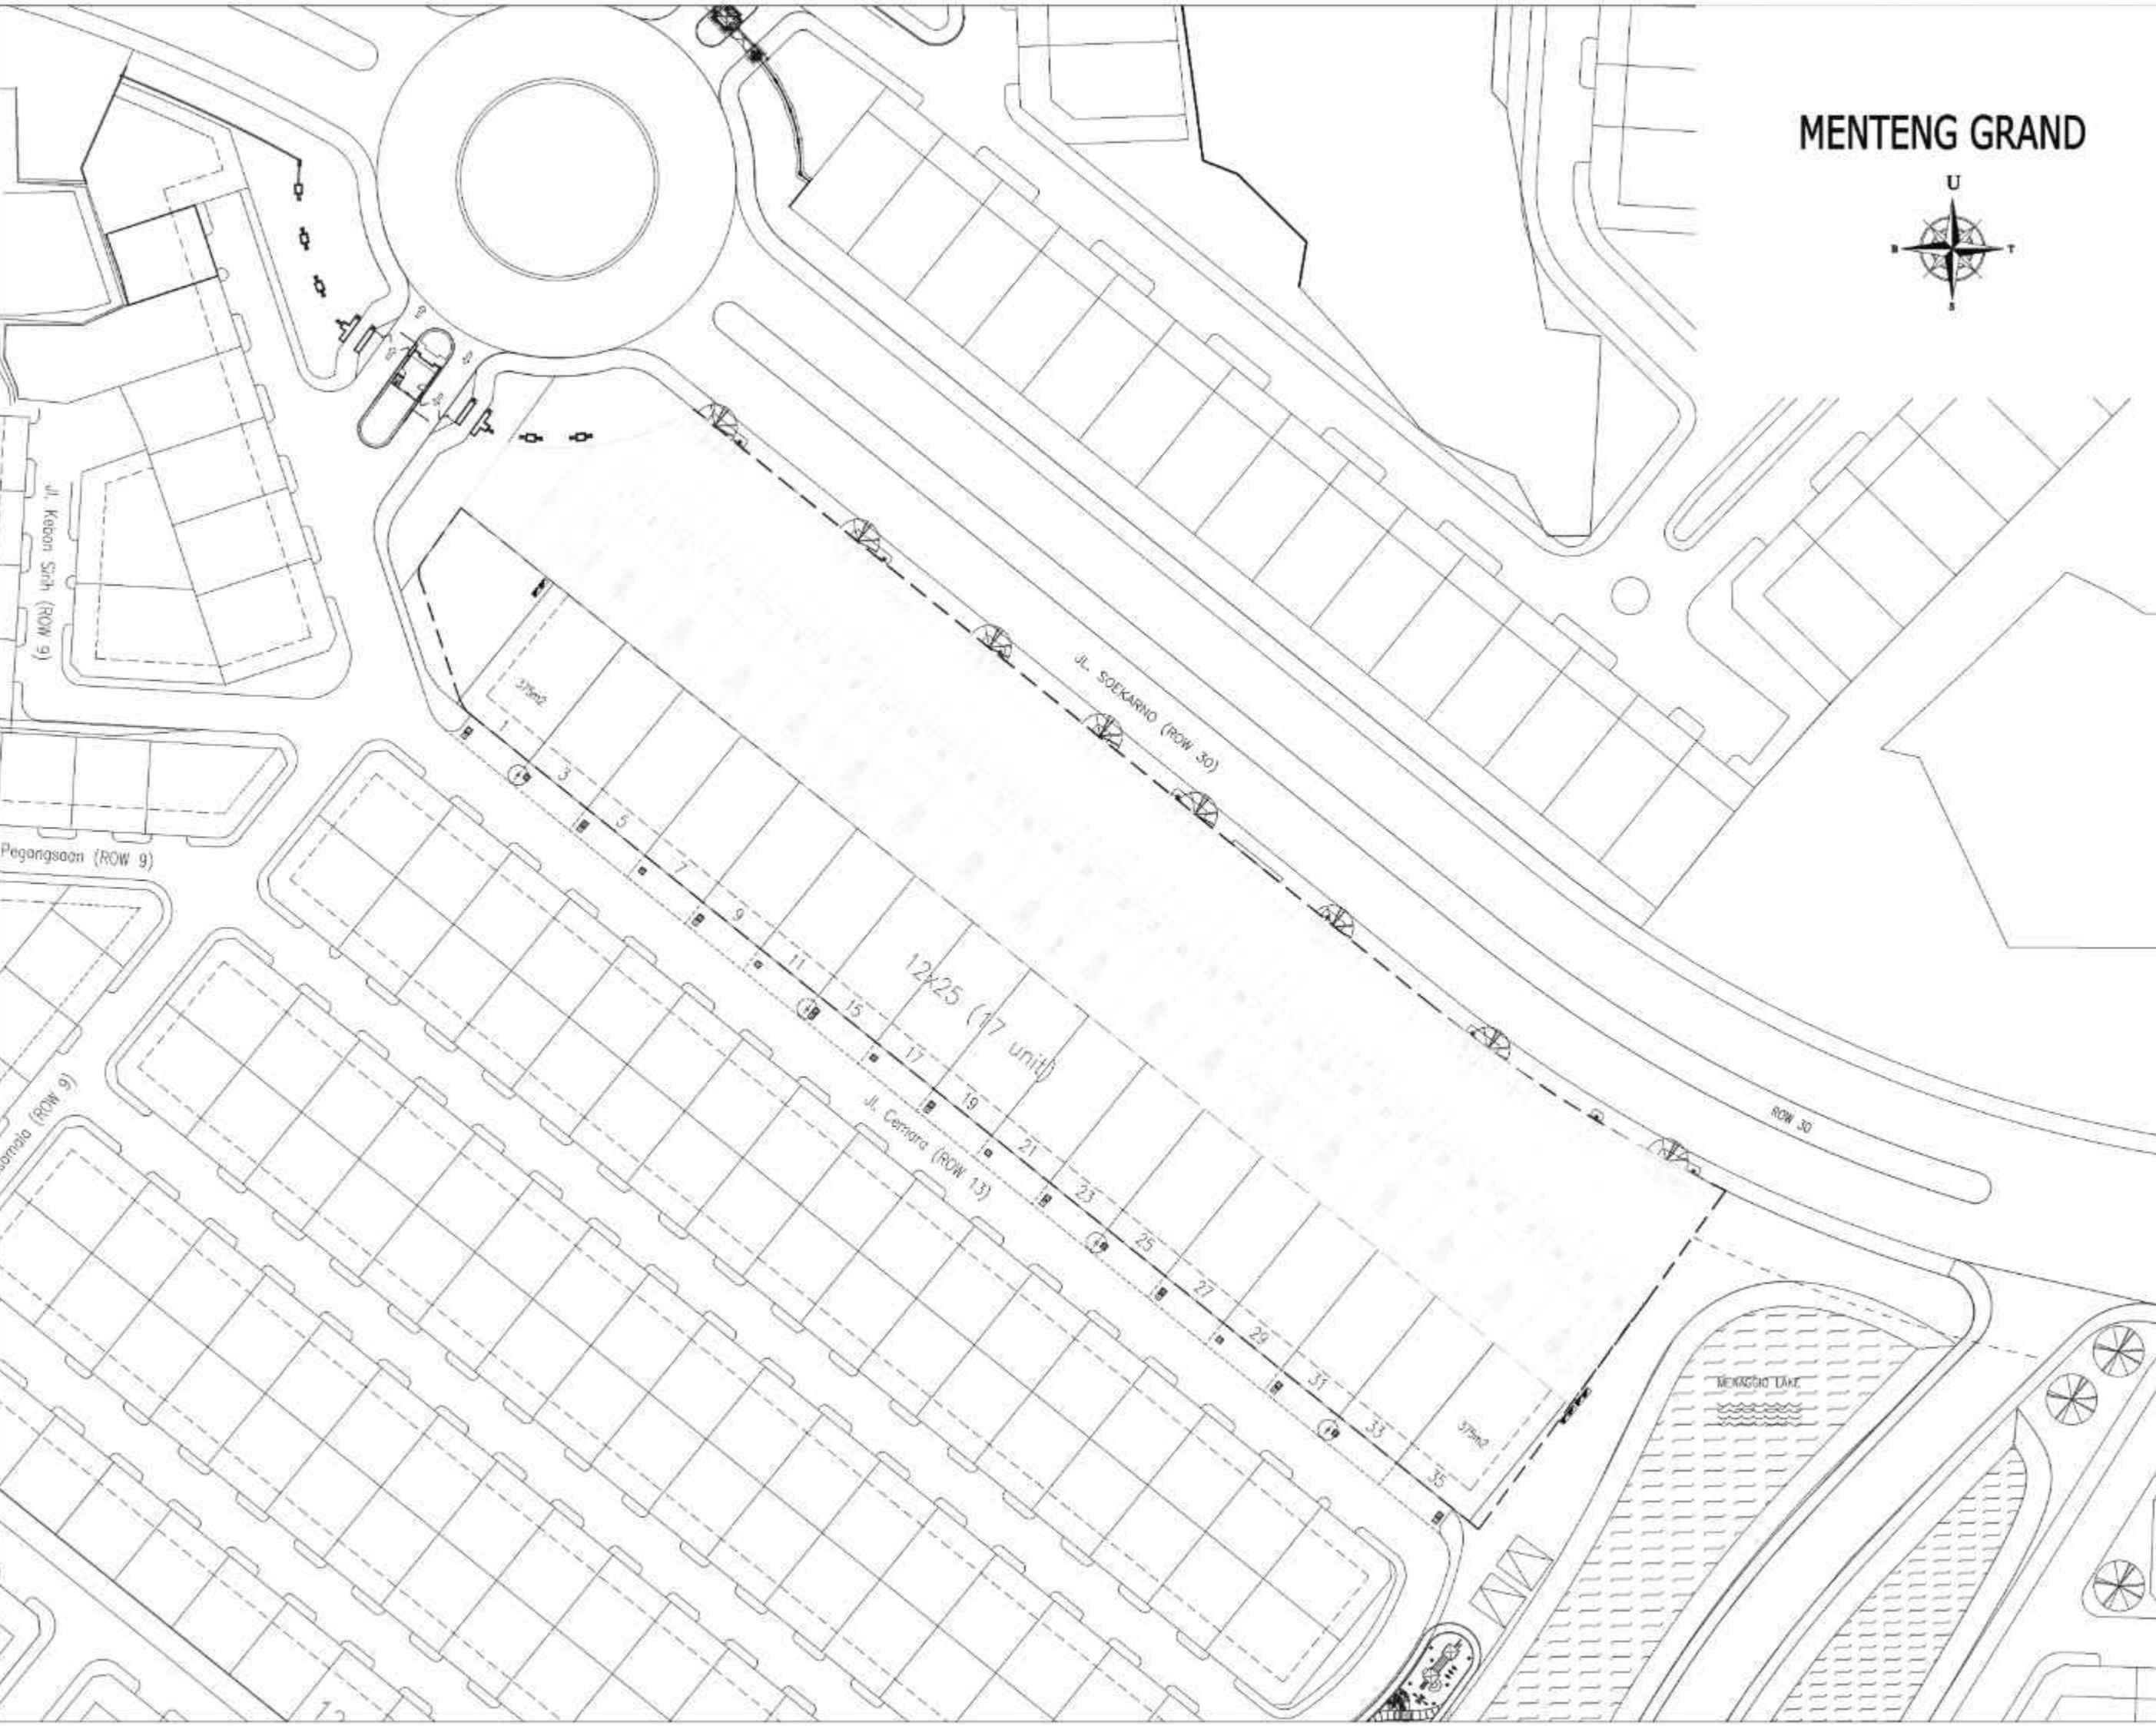 MENTENG GRAND
U
B
T
S
Jl. Kebon Sirih (ROW 9)
JL. SOEKARNO (ROW 30)
375m2
1
3
5
7
9
11
15
17
19
21
23
25
27
29
31
33
35
Pegangsaan (ROW 9)
12x25 (17 unit)
Jl. Cemara (ROW 13)
ROW 30
(ROW 6)
MENAGGIO LAKE
375m2